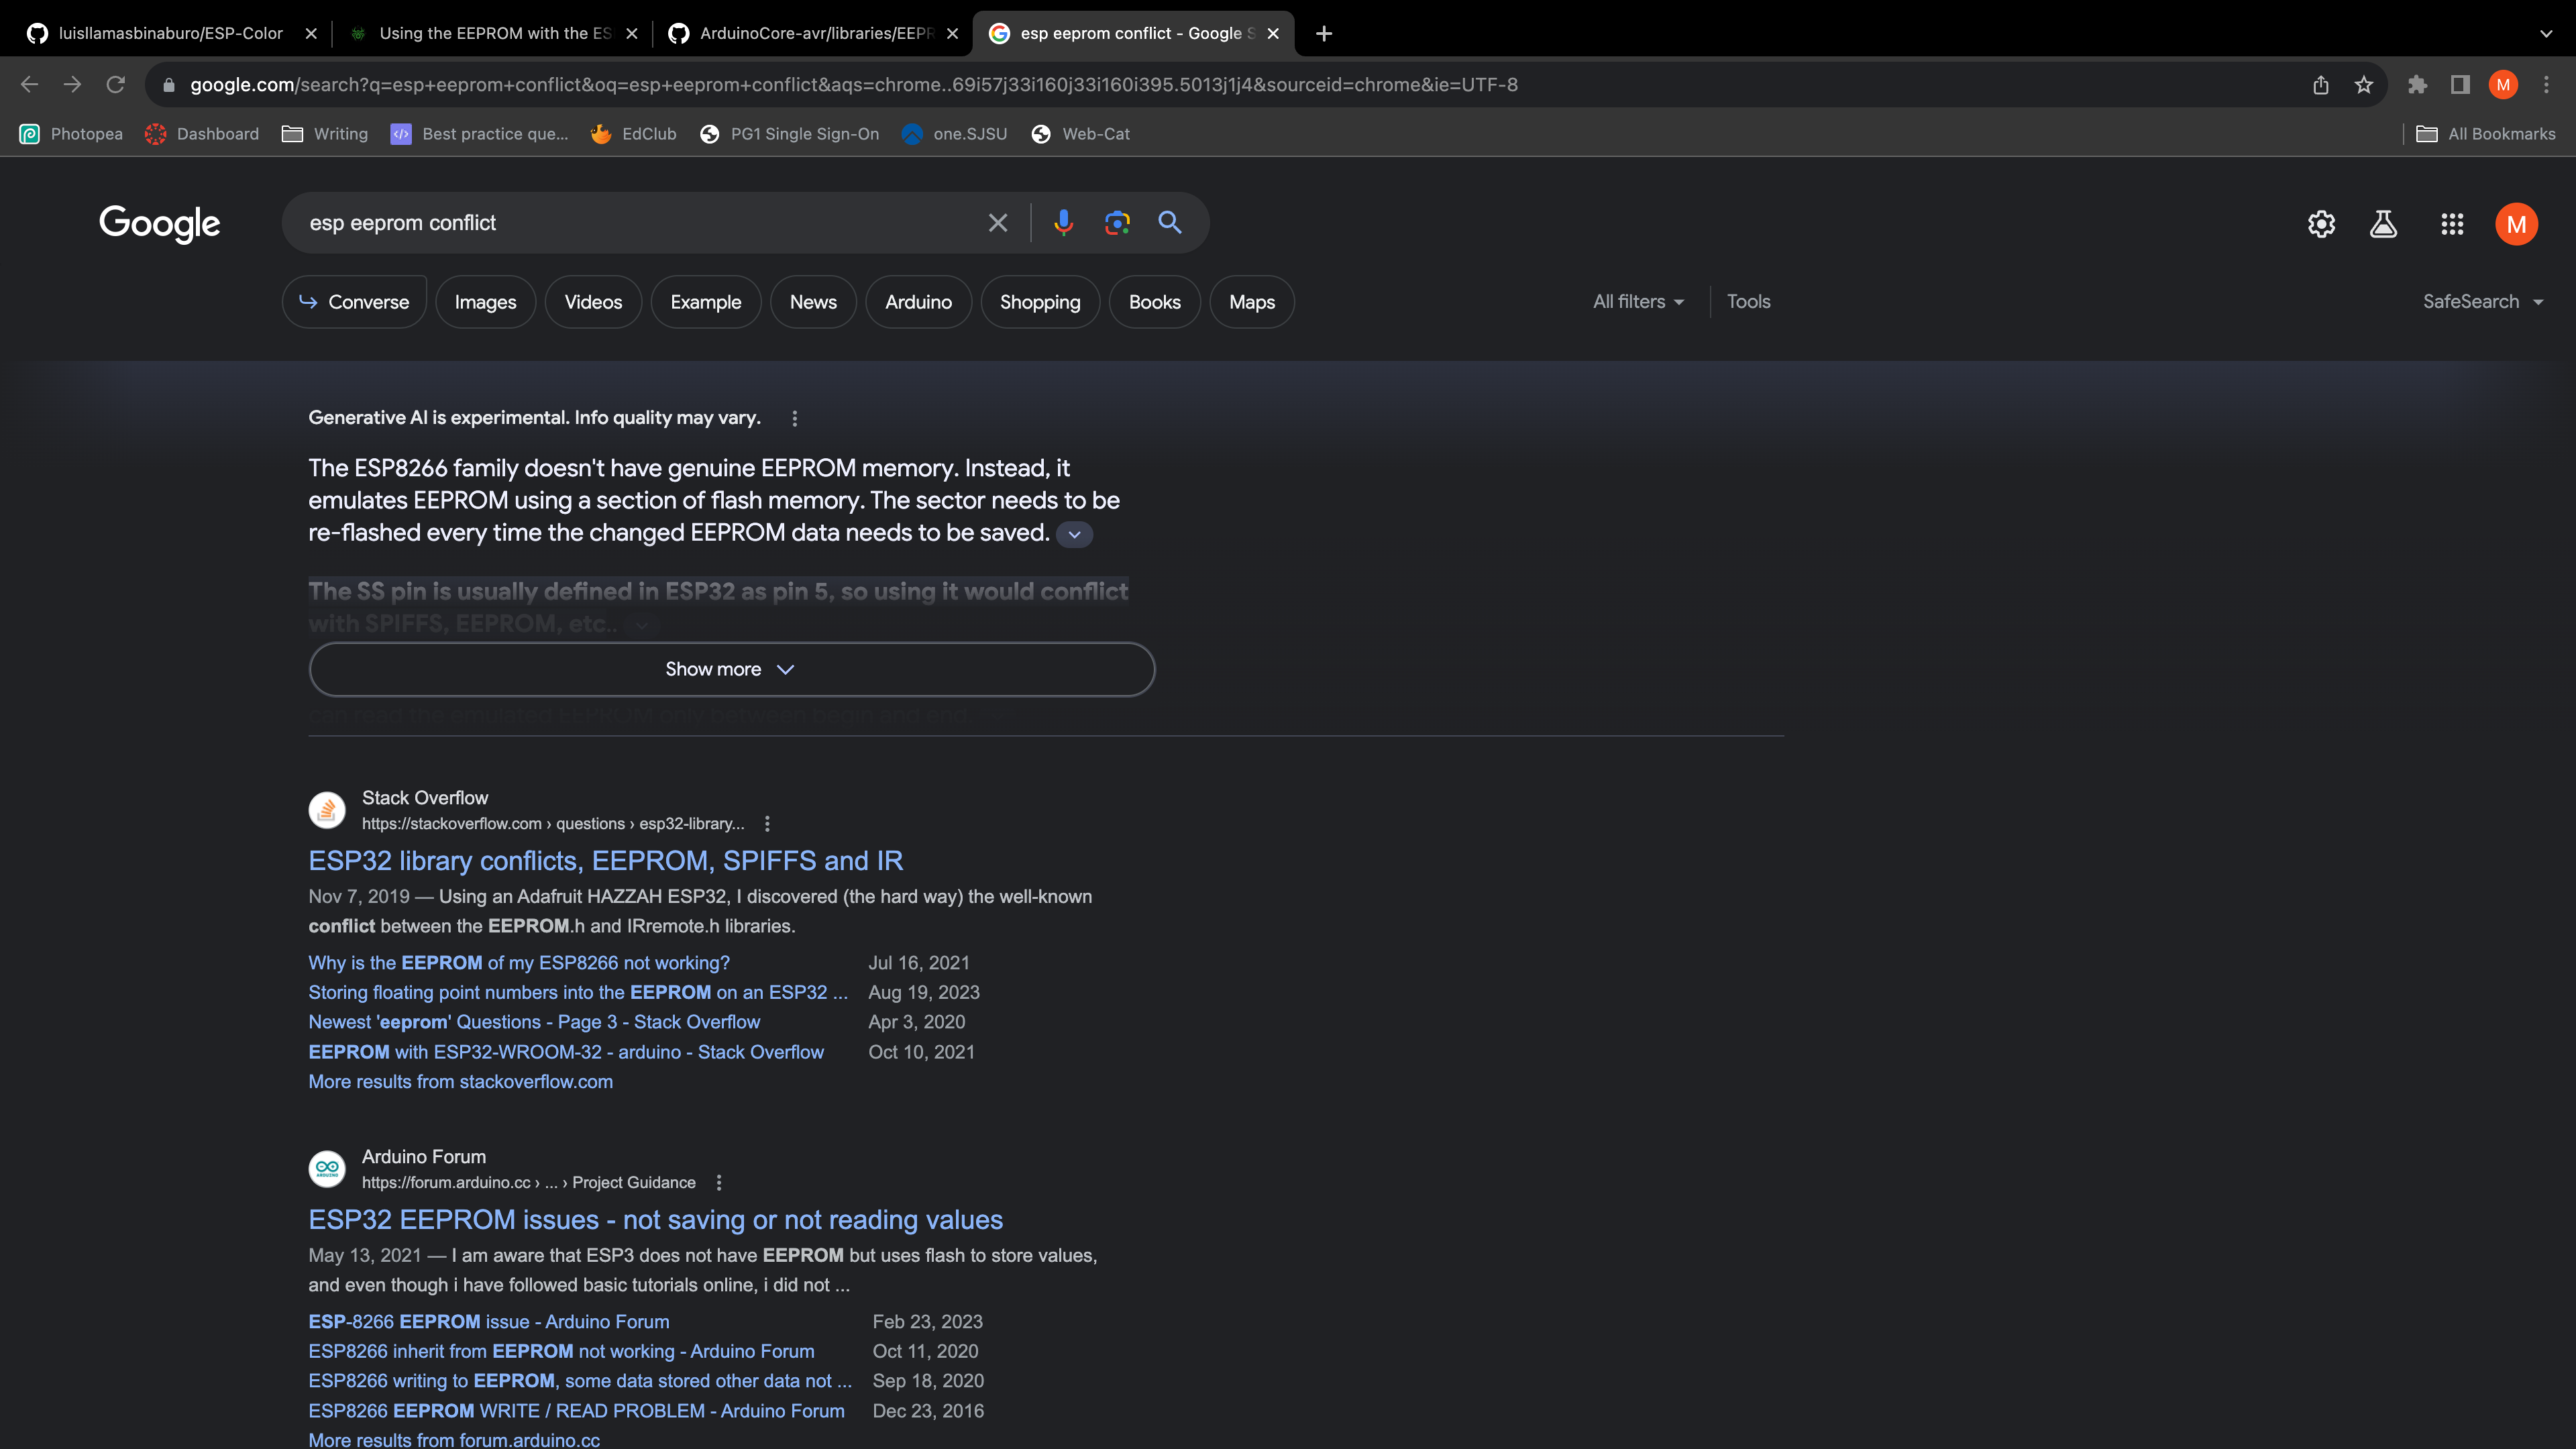 luisllamasbinaburo/ESP-Color
Using the EEPROM with the ES
ArduinoCore-avr/libraries/EEPR
esp eeprom conflict - Google S
google.com/search?q=esp+eeprom+conflict&oq=esp+eeprom+conflict&aqs=chrome..69i57j33i160j33i160i395.5013j1j4&sourceid=chrome&ie=UTF-8
M
Photopea
Dashboard
Writing
Best practice que...
EdClub
PG1 Single Sign-On
one.SJSU
Web-Cat
All Bookmarks
Google
esp eeprom conflict
M
Converse
Images
Videos
Example
News
Arduino
Shopping
Books
Maps
All filters
Tools
SafeSearch
Generative AI is experimental. Info quality may vary.
The ESP8266 family doesn't have genuine EEPROM memory. Instead, it
emulates EEPROM using a section of flash memory. The sector needs to be
re-flashed every time the changed EEPROM data needs to be saved.
The SS pin is usually defined in ESP32 as pin 5, so using it would conflict
with SPIFFS, EEPROM, etc..
Show more
can read the emulated EEPROM only between begin and end.
Stack Overflow
https://stackoverflow.com › questions › esp32-library...
ESP32 library conflicts, EEPROM, SPIFFS and IR
Nov 7, 2019 — Using an Adafruit HAZZAH ESP32, I discovered (the hard way) the well-known
conflict between the EEPROM.h and IRremote.h libraries.
Why is the EEPROM of my ESP8266 not working? Jul 16, 2021
Storing floating point numbers into the EEPROM on an ESP32 ... Aug 19, 2023
Newest 'eeprom' Questions - Page 3 - Stack Overflow Apr 3, 2020
EEPROM with ESP32-WROOM-32 - arduino - Stack Overflow Oct 10, 2021
More results from stackoverflow.com
Arduino Forum
https://forum.arduino.cc › ... › Project Guidance
ESP32 EEPROM issues - not saving or not reading values
May 13, 2021 — I am aware that ESP3 does not have EEPROM but uses flash to store values,
and even though i have followed basic tutorials online, i did not ...
ESP-8266 EEPROM issue - Arduino Forum Feb 23, 2023
ESP8266 inherit from EEPROM not working - Arduino Forum Oct 11, 2020
ESP8266 writing to EEPROM, some data stored other data not ... Sep 18, 2020
ESP8266 EEPROM WRITE / READ PROBLEM - Arduino Forum Dec 23, 2016
More results from forum.arduino.cc